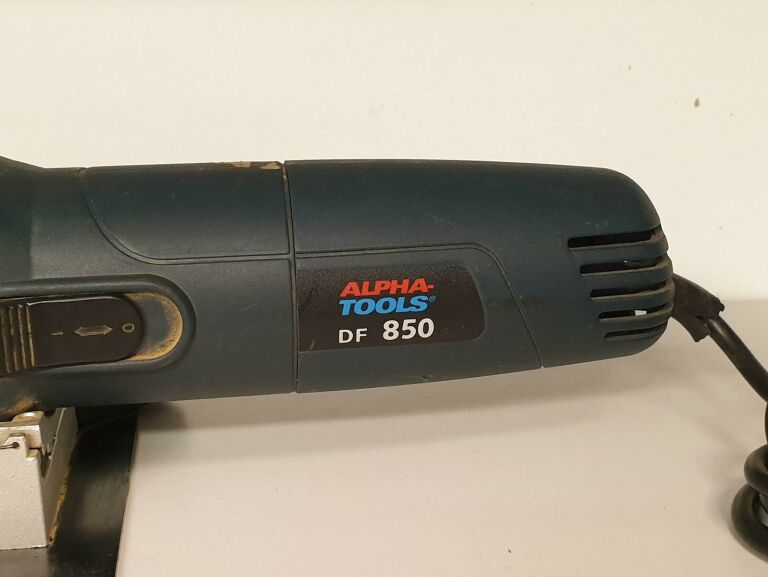 ALPHA-
TOOLS®
DF 850
I O